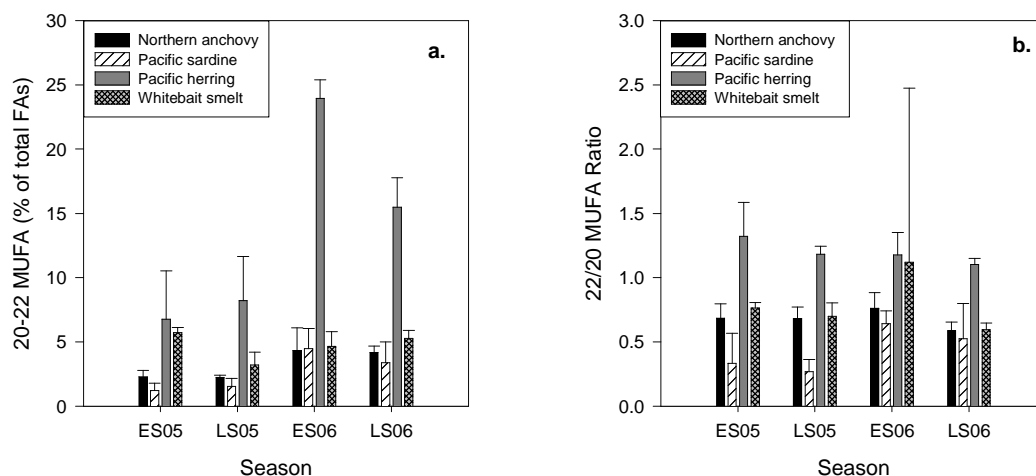 a.
Northern anchovy
Pacific sardine
Pacific herring
Whitebait smelt
20-22 MUFA (% of total FAs)
30
25
20
15
10
5
0
ES05 LS05 ES06 LS06
Season
b.
Northern anchovy
Pacific sardine
Pacific herring
Whitebait smelt
22/20 MUFA Ratio
3.0
2.5
2.0
1.5
1.0
0.5
0.0
ES05 LS05 ES06 LS06
Season